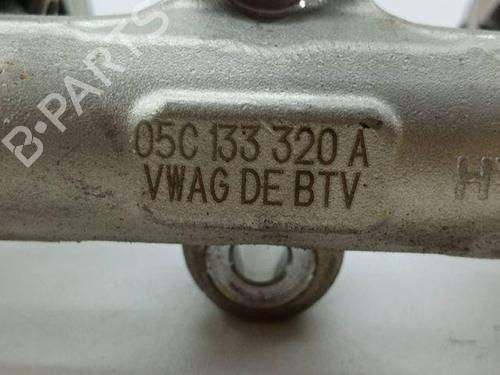 B-PARTS
05C 133 320 A
VWAG DE BTV
H